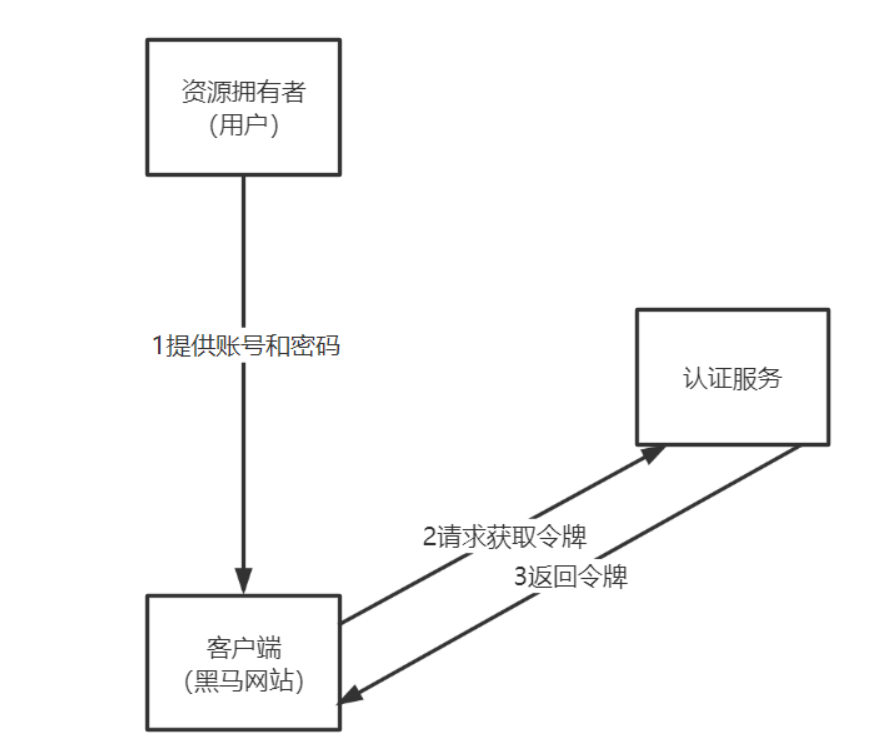 资源拥有者
（用户）
1提供账号和密码
认证服务
2请求获取令牌
3返回令牌
客户端
（黑马网站）